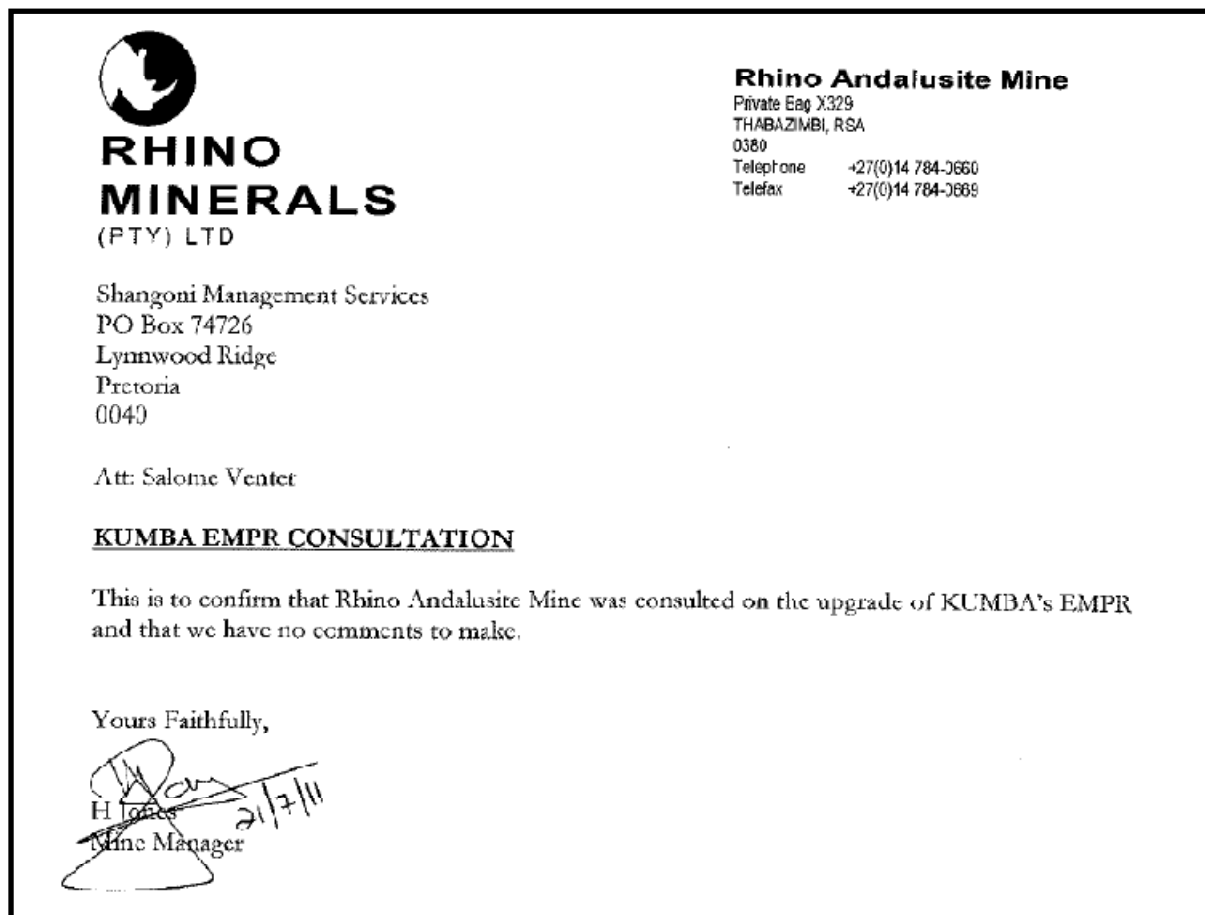 RHINO
MINERALS
(PTY) LTD
Rhino Andalusite Mine
Private Bag X329
THABAZIMBI, RSA
0380
Telephone +27(0)14 784-0660
Telefax +27(0)14 784-0669
Shangoni Management Services
PO Box 74726
Lynnwood Ridge
Pretoria
0040
Att: Salome Venter
KUMBA EMPR CONSULTATION
This is to confirm that Rhino Andalusite Mine was consulted on the upgrade of KUMBA's EMPR
and that we have no comments to make.
Yours Faithfully,
H Jones
21/7/11
Mine Manager